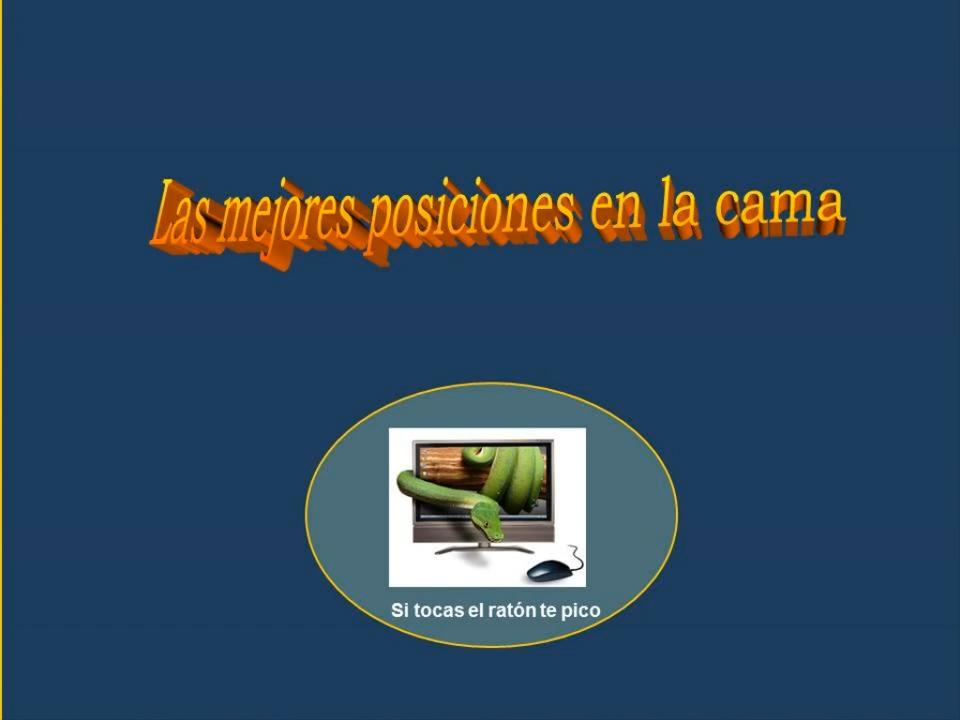 Las mejores posiciones en la cama
Si tocas el ratón te pico